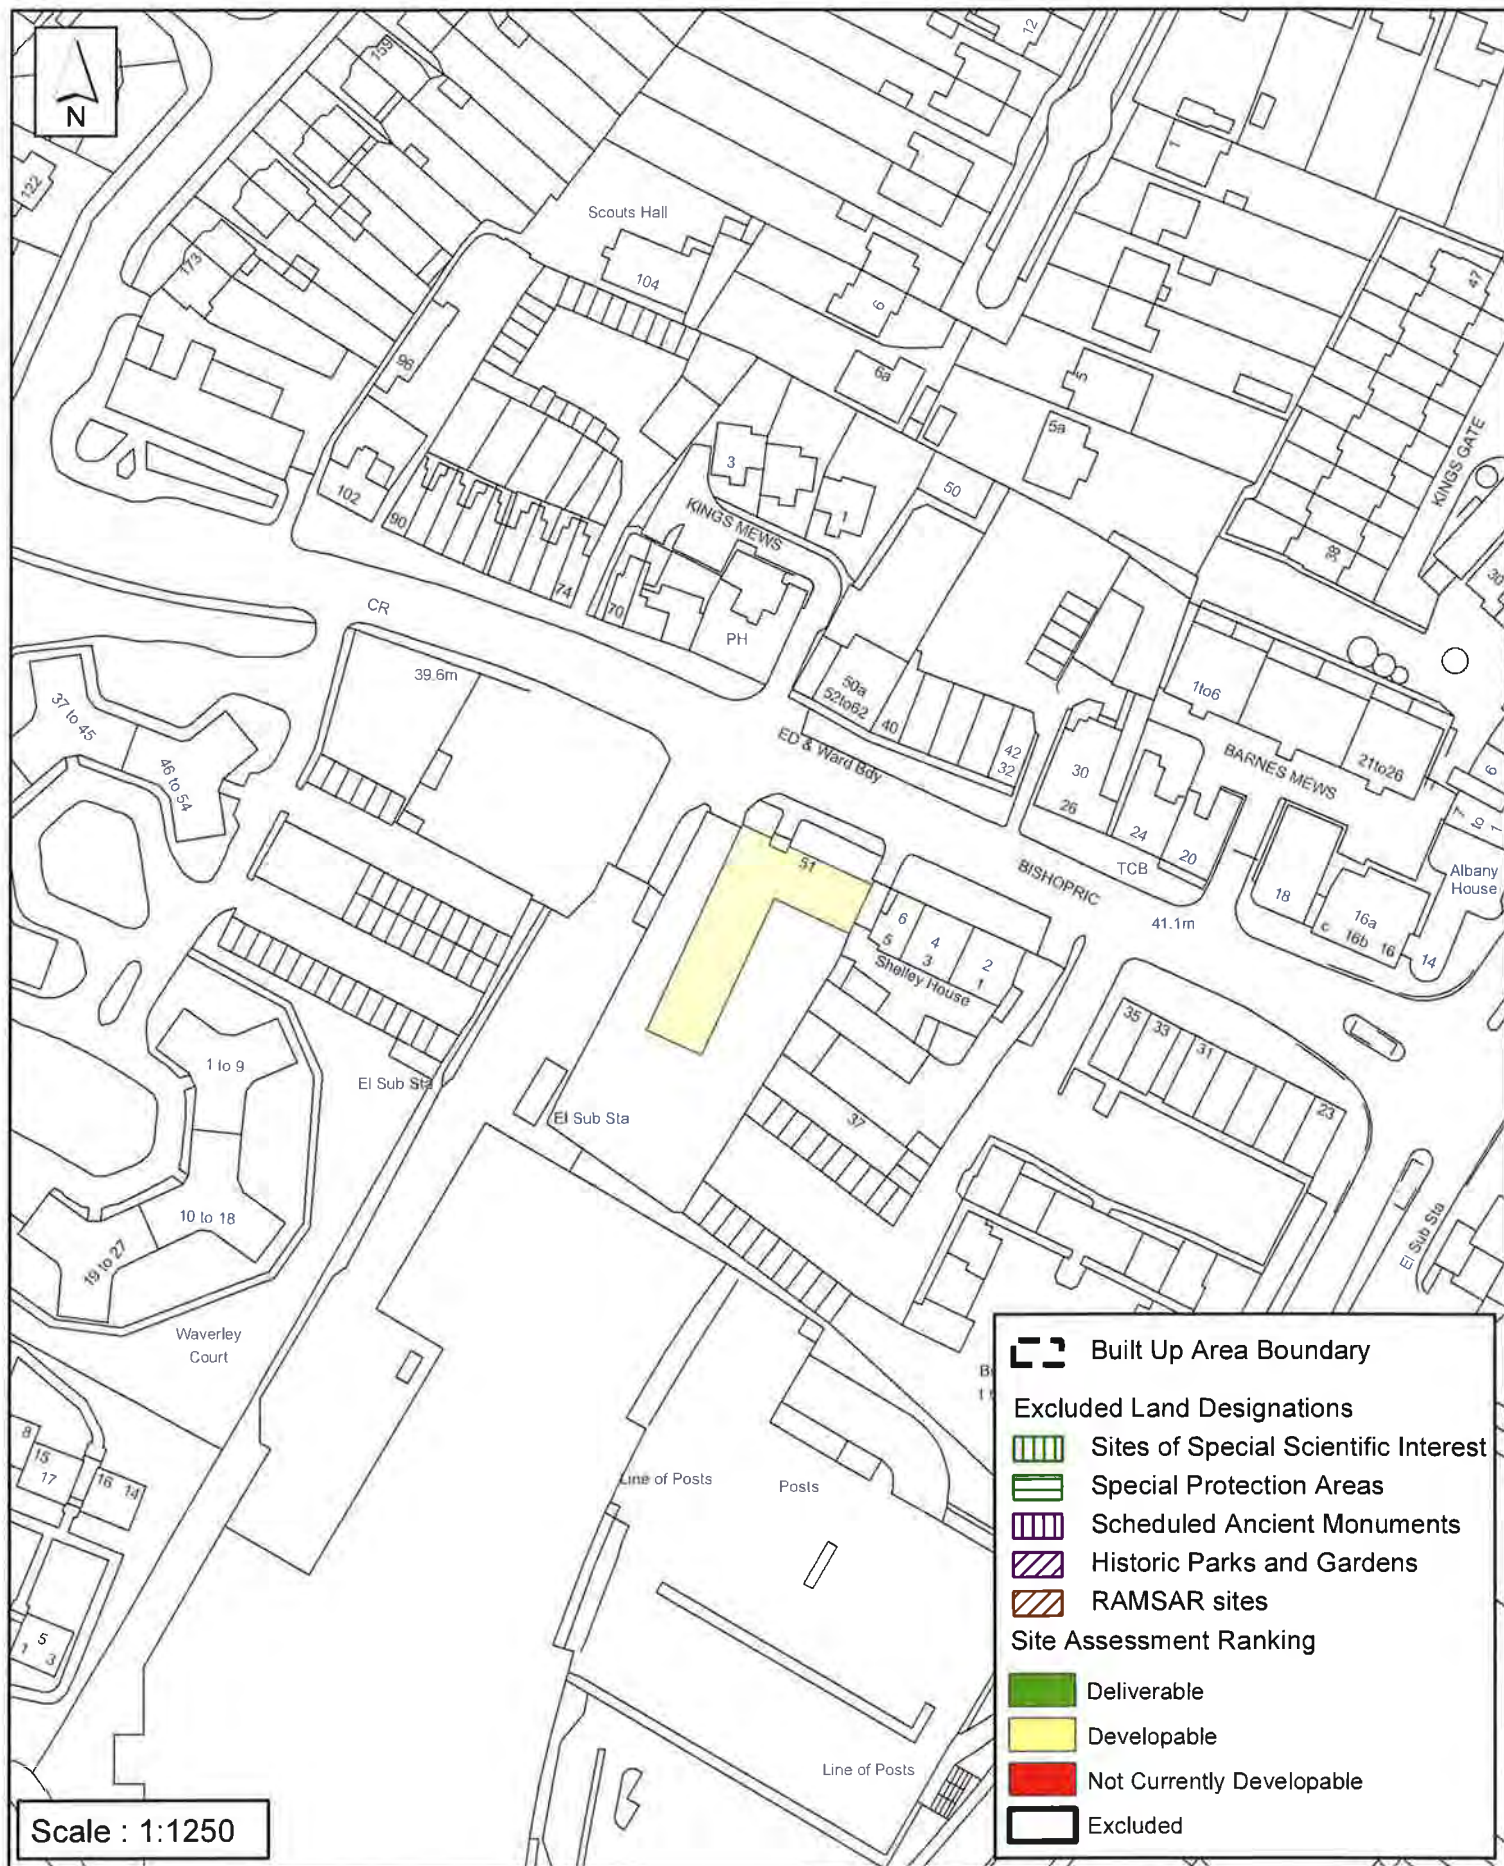 N
159
12
122
1
Scouts Hall
104
173
6
47
96
6a
5
5a
3
1
50
KINGS GATE
102
90
KINGS MEWS
38
30
74
70
CR
PH
39.6m
50a
52to62
40
1to6
37 to 45
46 to 54
ED & Ward Bdy
42
32
30
26
BARNES MEWS
21to26
6
24
20
TCB
BISHOPRIC
41.1m
18
16a
c 16b 16
14
Albany
House
51
6
5
4
3
2
1
Shelley House
35
33
31
23
1 to 9
El Sub Sta
El Sub Sta
37
10 to 18
19 to 27
El Sub Sta
Waverley
Court
8
15
17
16
14
Line of Posts
Posts
5
1
3
Line of Posts
Scale : 1:1250
Built Up Area Boundary
Excluded Land Designations
Sites of Special Scientific Interest
Special Protection Areas
Scheduled Ancient Monuments
Historic Parks and Gardens
RAMSAR sites
Site Assessment Ranking
Deliverable
Developable
Not Currently Developable
Excluded